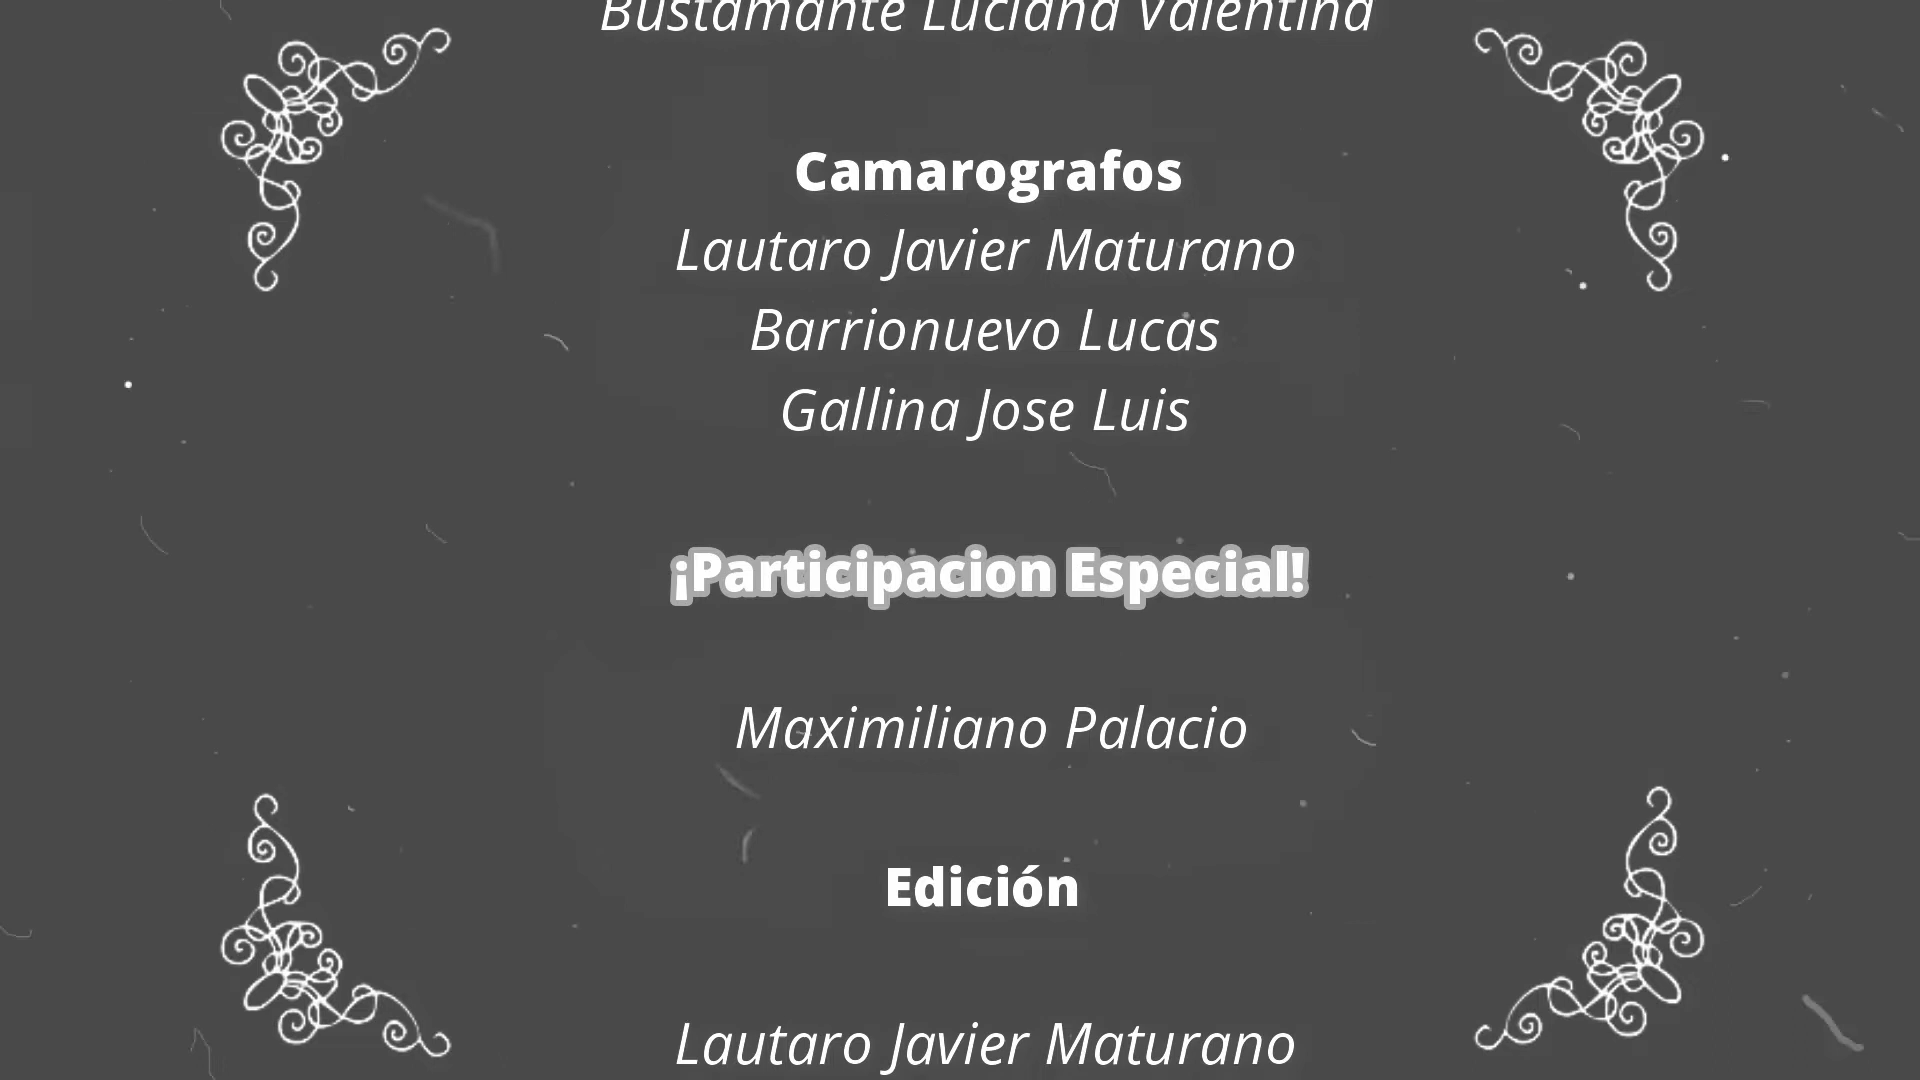 Bustamante Luciana Valentina
Camarografos
Lautaro Javier Maturano
Barrionuevo Lucas
Gallina Jose Luis
¡Participacion Especial!
Maximiliano Palacio
Edición
Lautaro Javier Maturano